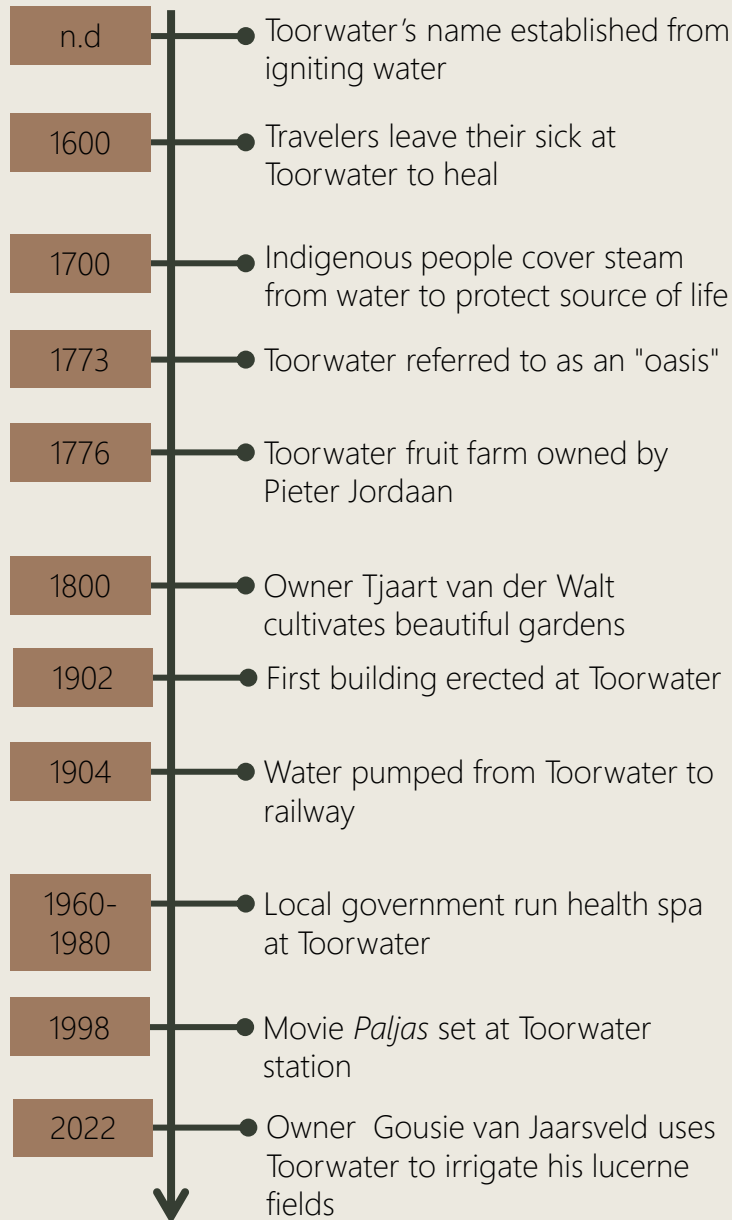 n.d
Toorwater’s name established from
igniting water
1600
Travelers leave their sick at
Toorwater to heal
1700
Indigenous people cover steam
from water to protect source of life
1773
Toorwater referred to as an "oasis"
1776
Toorwater fruit farm owned by
Pieter Jordaan
1800
Owner Tjaart van der Walt
cultivates beautiful gardens
1902
First building erected at Toorwater
1904
Water pumped from Toorwater to
railway
1960-
1980
Local government run health spa
at Toorwater
1998
Movie Paljas set at Toorwater
station
2022
Owner  Gousie van Jaarsveld uses
Toorwater to irrigate his lucerne
fields